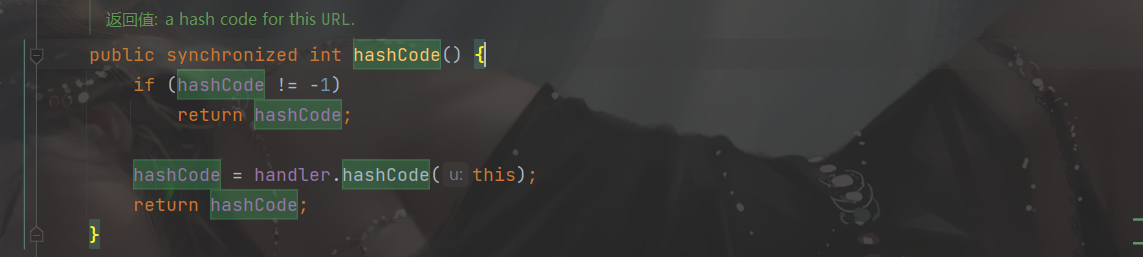 返回值: a hash code for this URL.
public synchronized int hashCode() {
if (hashCode != -1)
return hashCode;
hashCode = handler.hashCode( u: this);
return hashCode;
}